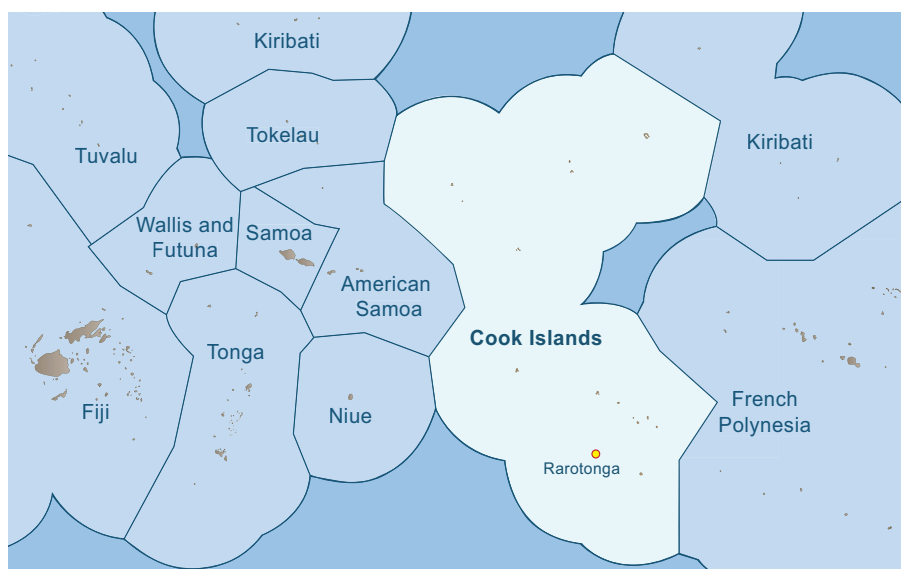 Kiribati
Tokelau
Tuvalu
Kiribati
Wallis and
Futuna
Samoa
American
Samoa
Cook Islands
Tonga
Fiji
Niue
French
Polynesia
Rarotonga